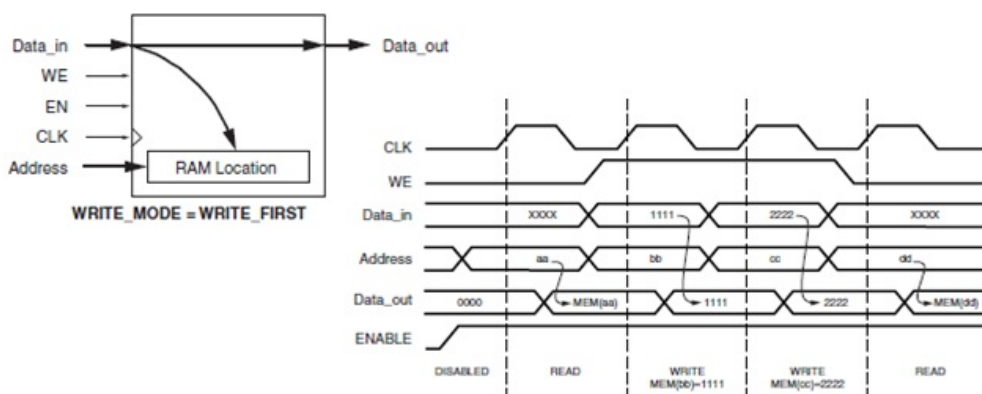 Data_in
Data_out
WE
EN
CLK
Address
RAM Location
WRITE_MODE = WRITE_FIRST
CLK
WE
Data_in XXXX 1111 2222 XXXX
Address aa bb cc dd
Data_out 0000 MEM(aa) 1111 2222 MEM(dd)
ENABLE
DISABLED READ WRITE WRITE READ
MEM(bb)=1111 MEM(cc)=2222